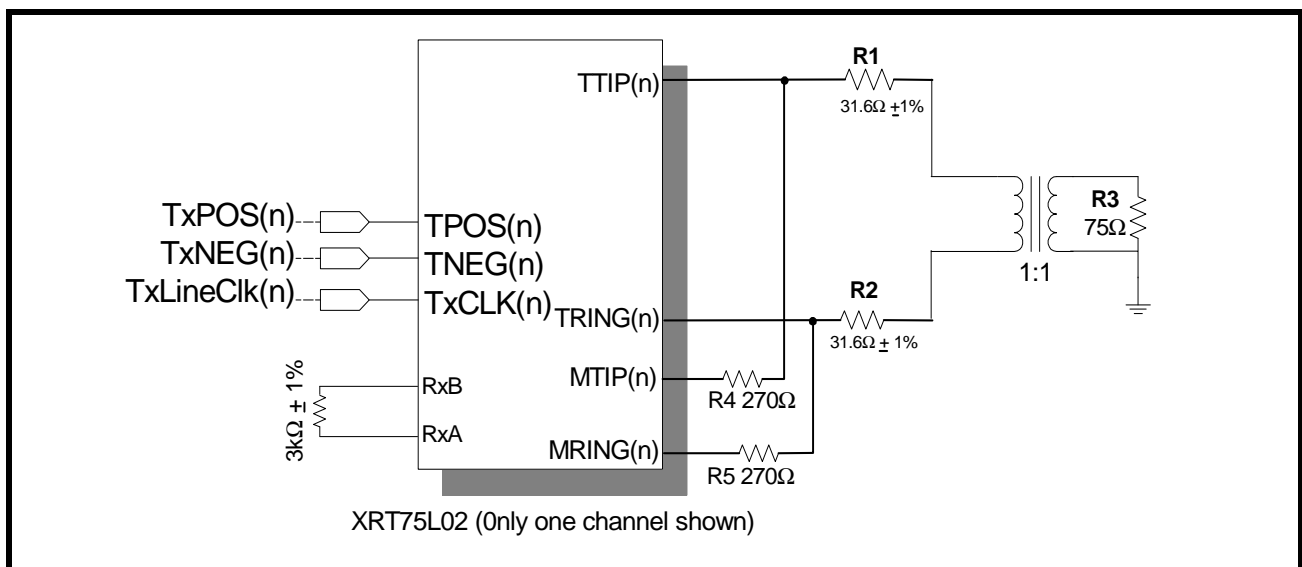 TTIP(n)
R1
31.6Ω ±1%
TxPOS(n)
TPOS(n)
R3
75Ω
TxNEG(n)
TNEG(n)
1:1
TxLineClk(n)
TxCLK(n)
TRING(n)
R2
31.6Ω ± 1%
MTIP(n)
R4 270Ω
RxB
3kΩ ± 1%
RxA
MRING(n)
R5 270Ω
XRT75L02 (0nly one channel shown)